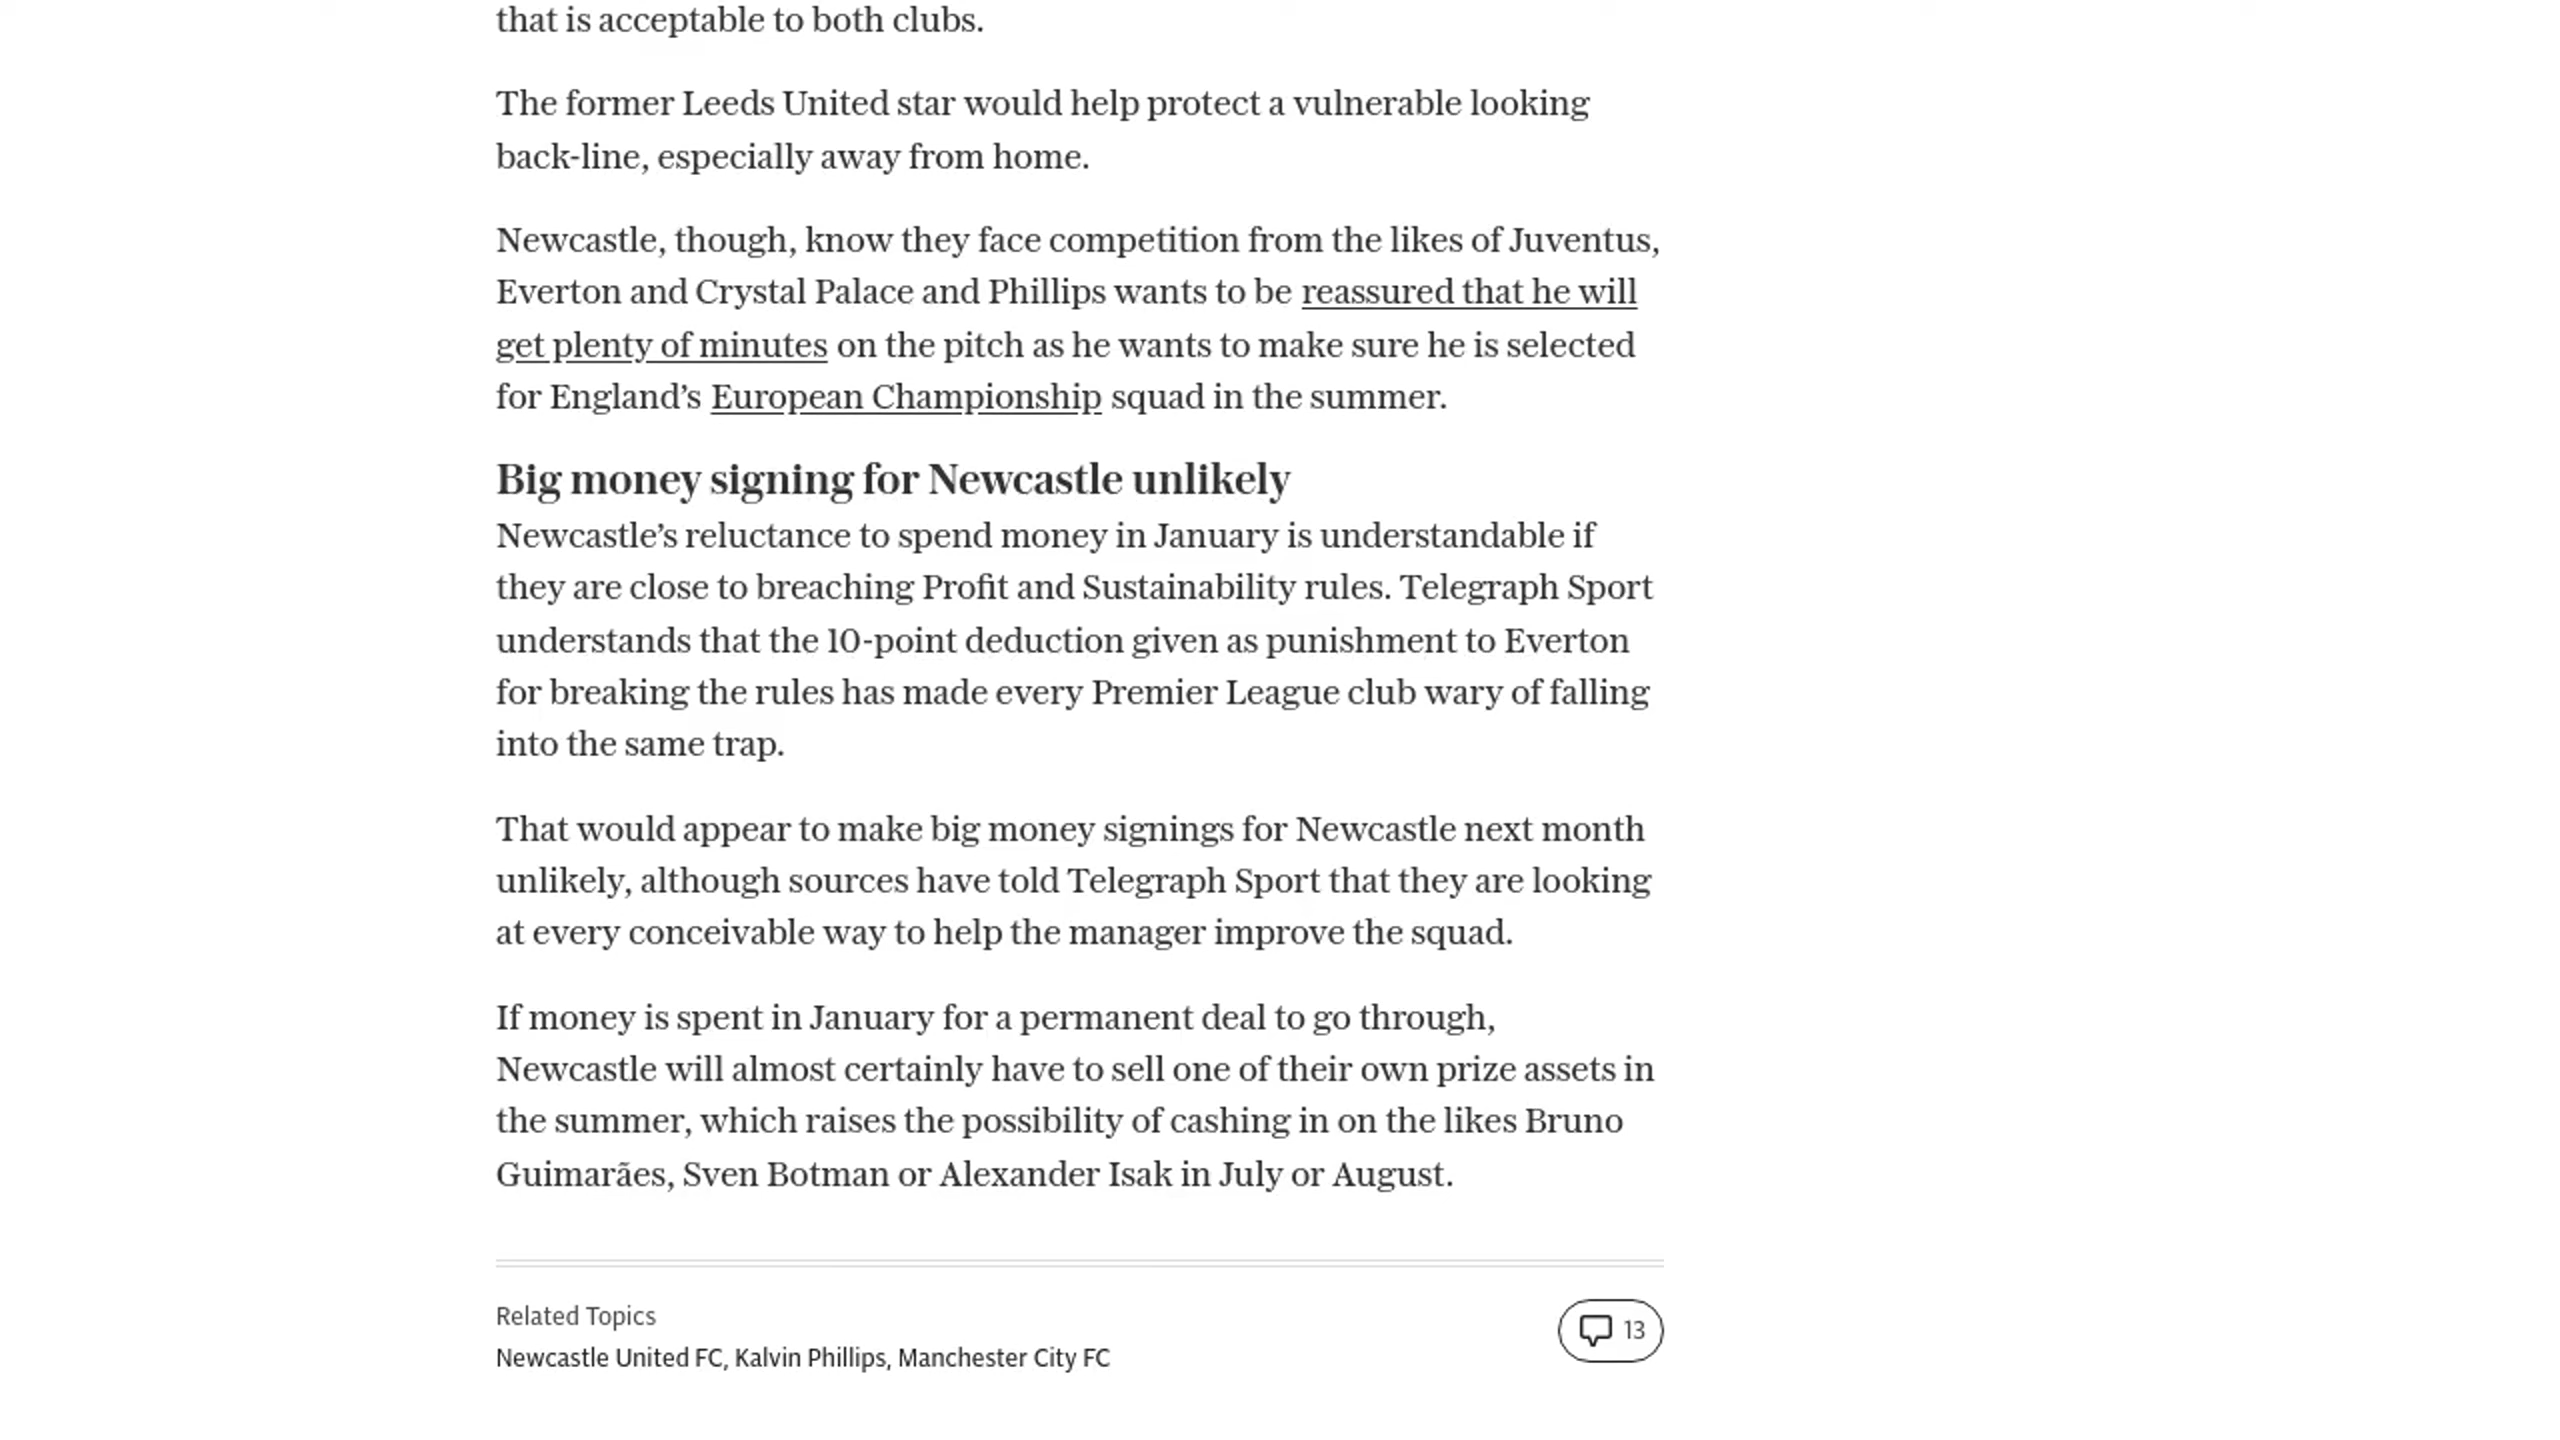 that is acceptable to both clubs.
The former Leeds United star would help protect a vulnerable looking
back-line, especially away from home.
Newcastle, though, know they face competition from the likes of Juventus,
Everton and Crystal Palace and Phillips wants to be reassured that he will
get plenty of minutes on the pitch as he wants to make sure he is selected
for England’s European Championship squad in the summer.
Big money signing for Newcastle unlikely
Newcastle’s reluctance to spend money in January is understandable if
they are close to breaching Profit and Sustainability rules. Telegraph Sport
understands that the 10-point deduction given as punishment to Everton
for breaking the rules has made every Premier League club wary of falling
into the same trap.
That would appear to make big money signings for Newcastle next month
unlikely, although sources have told Telegraph Sport that they are looking
at every conceivable way to help the manager improve the squad.
If money is spent in January for a permanent deal to go through,
Newcastle will almost certainly have to sell one of their own prize assets in
the summer, which raises the possibility of cashing in on the likes Bruno
Guimarães, Sven Botman or Alexander Isak in July or August.
Related Topics
13
Newcastle United FC, Kalvin Phillips, Manchester City FC